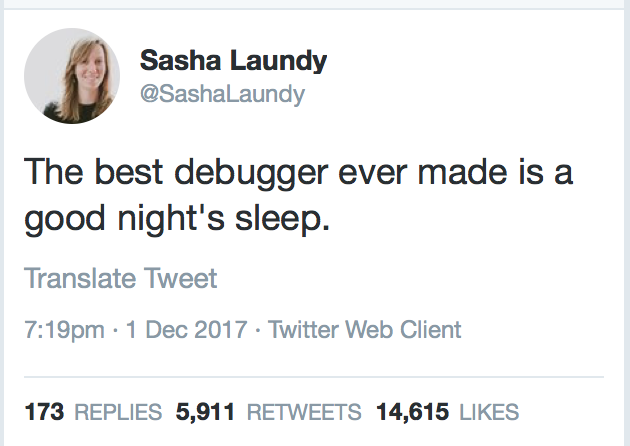 Sasha Laundy
@SashaLaundy
The best debugger ever made is a
good night's sleep.
Translate Tweet
7:19pm · 1 Dec 2017 · Twitter Web Client
173 REPLIES 5,911 RETWEETS 14,615 LIKES